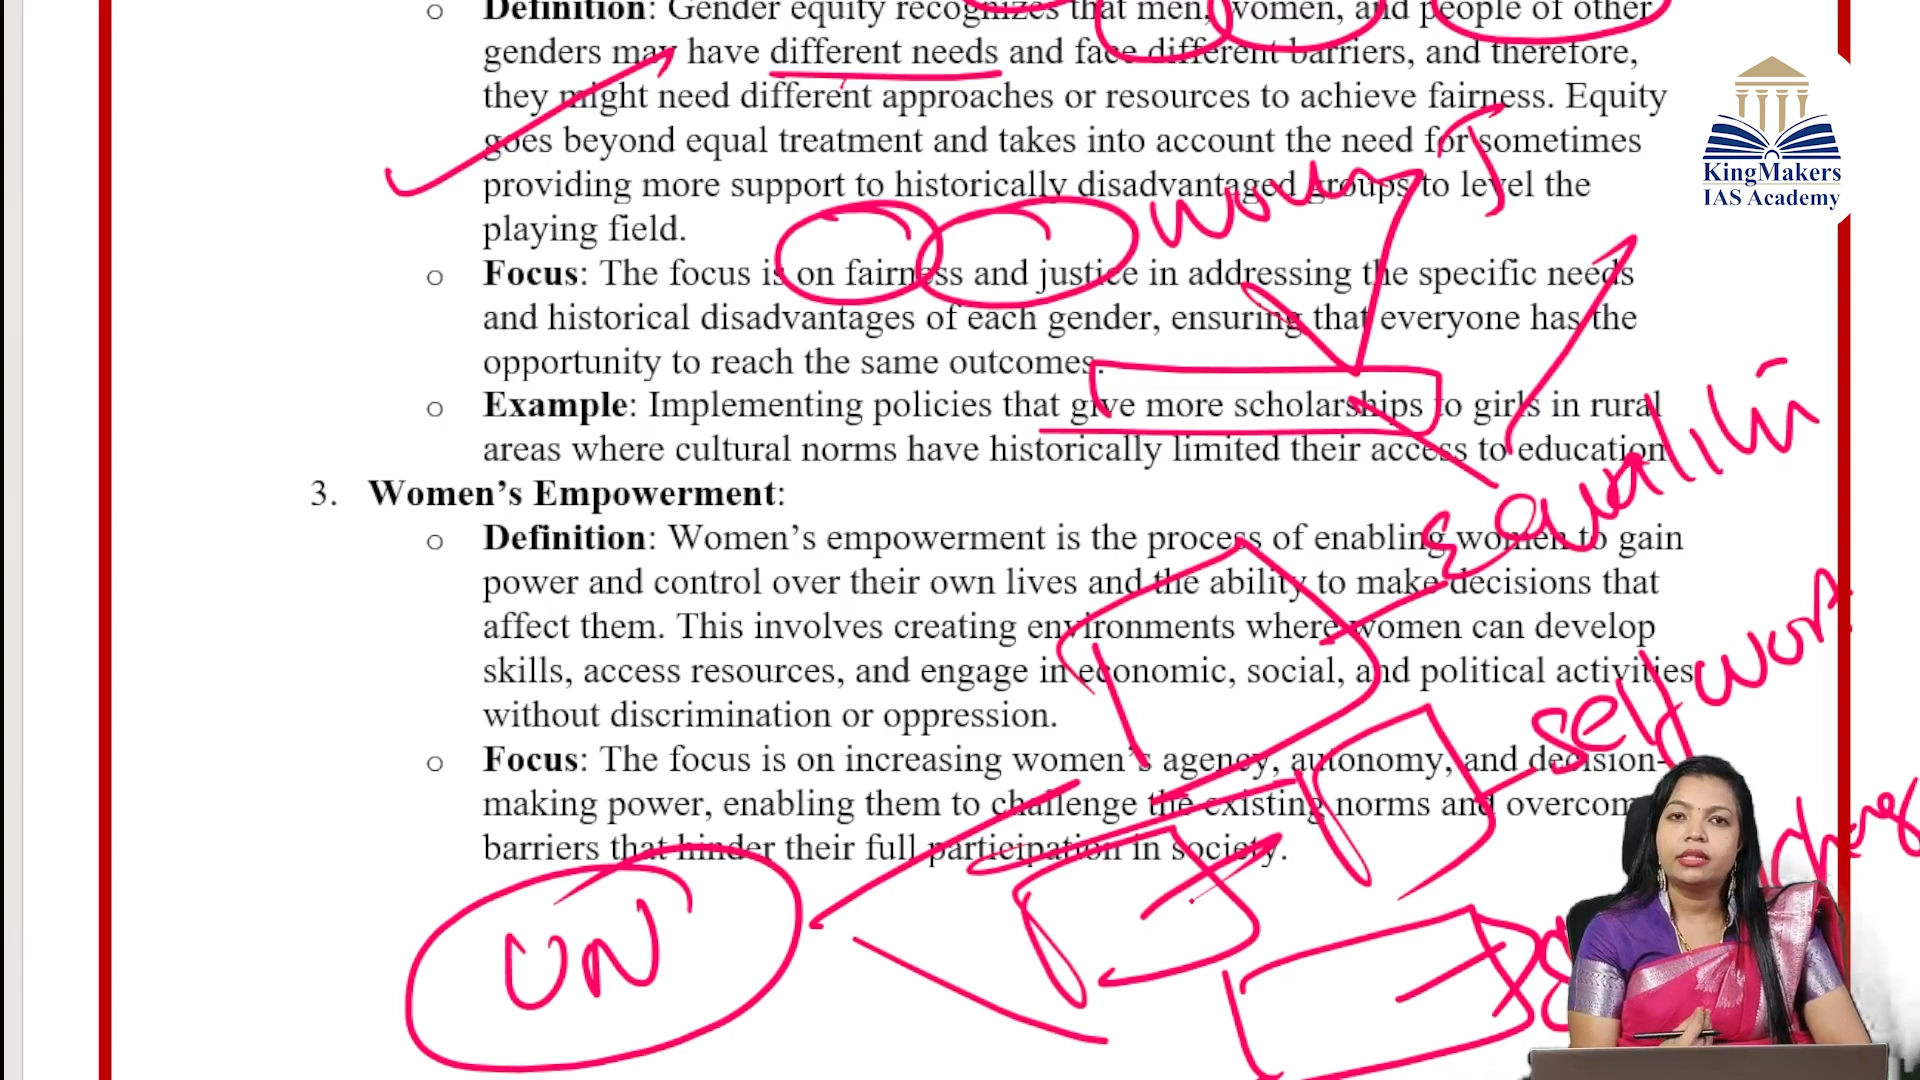 Definition: Gender equity recognizes that men, women, and people of other
genders may have different needs and face different barriers, and therefore,
they might need different approaches or resources to achieve fairness. Equity
goes beyond equal treatment and takes into account the need for sometimes
providing more support to historically disadvantaged groups to level the
playing field.
Focus: The focus is on fairness and justice in addressing the specific needs
and historical disadvantages of each gender, ensuring that everyone has the
opportunity to reach the same outcomes.
Example: Implementing policies that give more scholarships to girls in rural
areas where cultural norms have historically limited their access to education
3. Women's Empowerment:
Definition: Women's empowerment is the process of enabling women to gain
power and control over their own lives and the ability to make decisions that
affect them. This involves creating environments where women can develop
skills, access resources, and engage in economic, social, and political activities
without discrimination or oppression.
Focus: The focus is on increasing women's agency, autonomy, and decision-
making power, enabling them to challenge the existing norms and overcom
barriers that hinder their full participation in society.
UN
KingMakers
IAS Academy